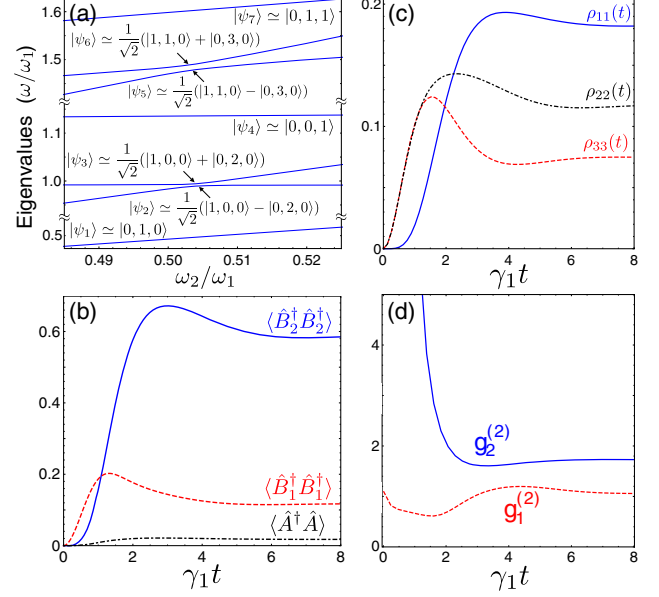 (a)
Eigenvalues (ω/ω₁)
1.6
1.5
1.1
1.0
0.5
|ψ₇⟩ ≃ |0,1,1⟩
|ψ₆⟩ ≃ 1/√2 (|1,1,0⟩ + |0,3,0⟩)
|ψ₅⟩ ≃ 1/√2 (|1,1,0⟩ − |0,3,0⟩)
|ψ₄⟩ ≃ |0,0,1⟩
|ψ₃⟩ ≃ 1/√2 (|1,0,0⟩ + |0,2,0⟩)
|ψ₂⟩ ≃ 1/√2 (|1,0,0⟩ − |0,2,0⟩)
|ψ₁⟩ ≃ |0,1,0⟩
0.49 0.50 0.51 0.52
ω₂/ω₁
(c)
0.2
0.1
0
ρ₁₁(t)
ρ₂₂(t)
ρ₃₃(t)
0 2 4 6 8
γ₁t
(b)
0.6
0.4
0.2
0
⟨B̂₂†B̂₂†⟩
⟨B̂₁†B̂₁†⟩
⟨Â†Â⟩
0 2 4 6 8
γ₁t
(d)
4
2
0
g₂⁽²⁾
g₁⁽²⁾
0 2 4 6 8
γ₁t